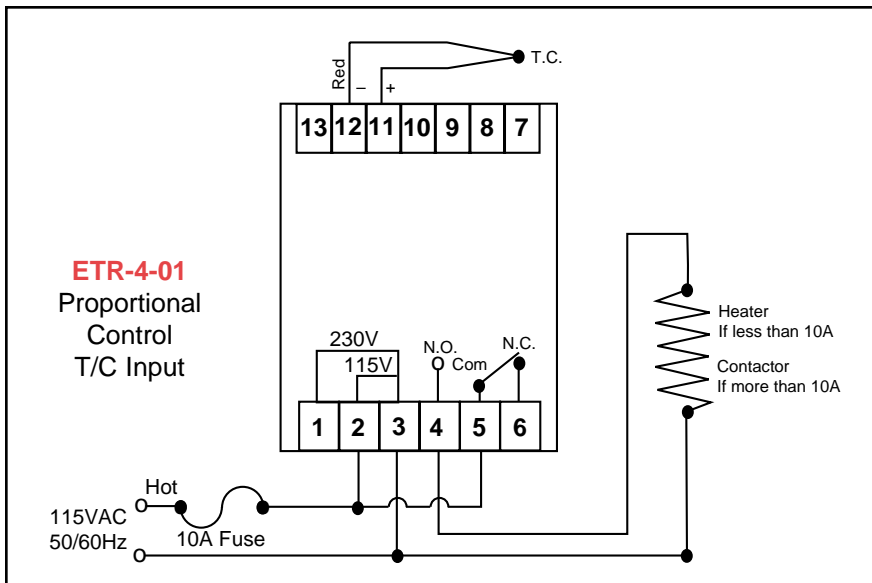 T.C.
Red
– +
13 12 11 10 9 8 7
ETR-4-01
Proportional
Control
T/C Input
230V
115V
N.O.
Com
N.C.
1 2 3 4 5 6
Heater
If less than 10A
Contactor
If more than 10A
Hot
10A Fuse
115VAC
50/60Hz